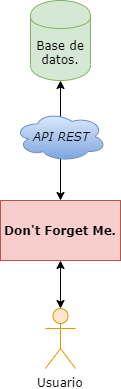 Base de
datos.
API REST
Don't Forget Me.
Usuario